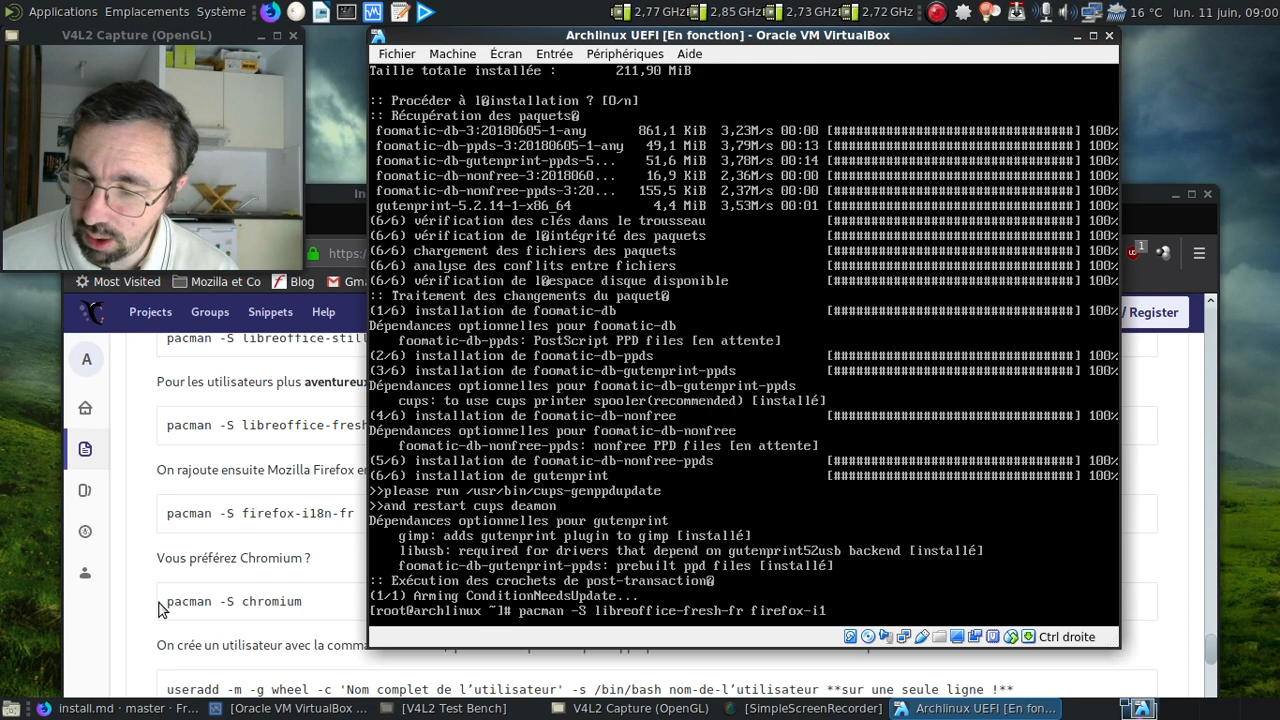 Applications Emplacements Système
2,77 GHz 2,85 GHz 2,73 GHz 2,72 GHz
16 °C lun. 11 juin, 09:00
V4L2 Capture (OpenGL)
Archlinux UEFI [En fonction] - Oracle VM VirtualBox
Fichier Machine Écran Entrée Périphériques Aide
Taille totale installée : 211,90 MiB
:: Procéder à l�installation ? [O/n]
:: Récupération des paquets�
foomatic-db-3:20180605-1-any 861,1 KiB 3,23M/s 00:00 [#################################] 100%
foomatic-db-ppds-3:20180605-1-any 49,1 MiB 3,79M/s 00:13 [#################################] 100%
foomatic-db-gutenprint-ppds-5... 51,6 MiB 3,78M/s 00:14 [#################################] 100%
foomatic-db-nonfree-3:2018060... 16,9 KiB 2,36M/s 00:00 [#################################] 100%
foomatic-db-nonfree-ppds-3:20... 155,5 KiB 2,37M/s 00:00 [#################################] 100%
gutenprint-5.2.14-1-x86_64 4,4 MiB 3,53M/s 00:01 [#################################] 100%
(6/6) vérification des clés dans le trousseau [#################################] 100%
(6/6) vérification de l�intégrité des paquets [#################################] 100%
(6/6) chargement des fichiers des paquets [#################################] 100%
(6/6) analyse des conflits entre fichiers [#################################] 100%
(6/6) vérification de l�espace disque disponible [#################################] 100%
:: Traitement des changements du paquet�
(1/6) installation de foomatic-db [#################################] 100%
Dépendances optionnelles pour foomatic-db
foomatic-db-ppds: PostScript PPD files [en attente]
(2/6) installation de foomatic-db-ppds [#################################] 100%
(3/6) installation de foomatic-db-gutenprint-ppds [#################################] 100%
Dépendances optionnelles pour foomatic-db-gutenprint-ppds
cups: to use cups printer spooler(recommended) [installé]
(4/6) installation de foomatic-db-nonfree [#################################] 100%
Dépendances optionnelles pour foomatic-db-nonfree
foomatic-db-nonfree-ppds: nonfree PPD files [en attente]
(5/6) installation de foomatic-db-nonfree-ppds [#################################] 100%
(6/6) installation de gutenprint [#################################] 100%
>>please run /usr/bin/cups-genppdupdate
>>and restart cups deamon
Dépendances optionnelles pour gutenprint
gimp: adds gutenprint plugin to gimp [installé]
libusb: required for drivers that depend on gutenprint52usb backend [installé]
foomatic-db-gutenprint-ppds: prebuilt ppd files [installé]
:: Exécution des crochets de post-transaction�
(1/1) Arming ConditionNeedsUpdate...
[root@archlinux ~]# pacman -S libreoffice-fresh-fr firefox-i1
Ctrl droite
In
https:/
1
Most Visited Mozilla et Co Blog Gma
Projects Groups Snippets Help
/ Register
A
pacman -S libreoffice-still
Pour les utilisateurs plus aventureux
pacman -S libreoffice-fresh
On rajoute ensuite Mozilla Firefox en
pacman -S firefox-i18n-fr
Vous préférez Chromium ?
pacman -S chromium
On crée un utilisateur avec la comma
useradd -m -g wheel -c 'Nom complet de l’utilisateur' -s /bin/bash nom-de-l’utilisateur **sur une seule ligne !**
install.md · master · Fr... [Oracle VM VirtualBox ... [V4L2 Test Bench] V4L2 Capture (OpenGL) [SimpleScreenRecorder] Archlinux UEFI [En fon...